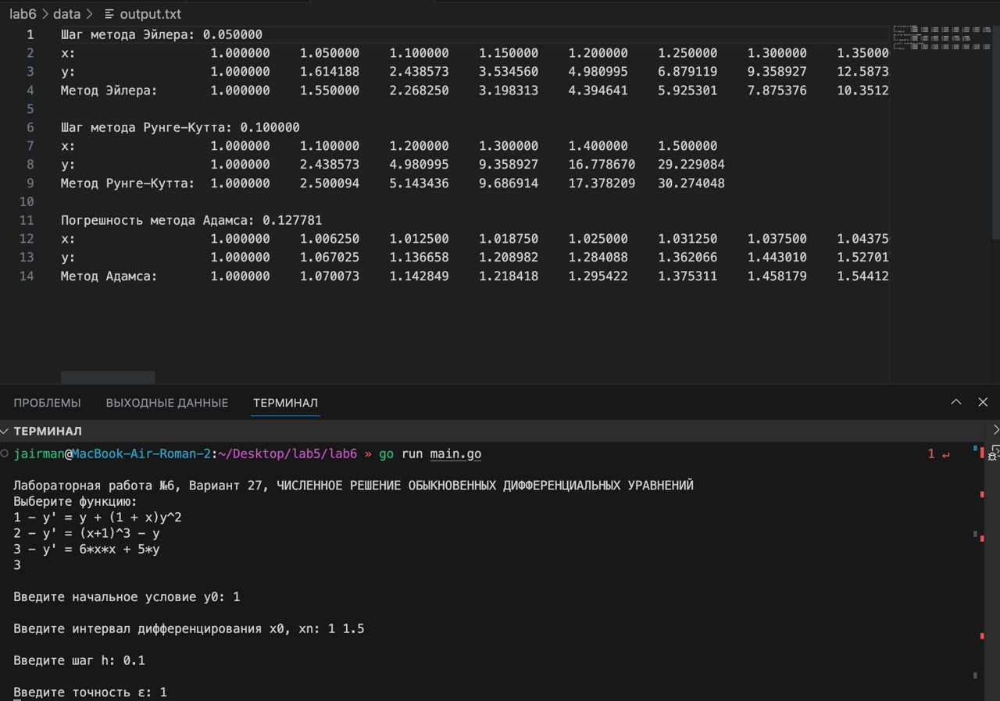 lab6 > data > output.txt
1 Шаг метода Эйлера: 0.050000
2 x: 1.000000 1.050000 1.100000 1.150000 1.200000 1.250000 1.300000 1.35000
3 y: 1.000000 1.614188 2.438573 3.534560 4.980995 6.879119 9.358927 12.5873
4 Метод Эйлера: 1.000000 1.550000 2.268250 3.198313 4.394641 5.925301 7.875376 10.3512
5
6 Шаг метода Рунге-Кутта: 0.100000
7 x: 1.000000 1.100000 1.200000 1.300000 1.400000 1.500000
8 y: 1.000000 2.438573 4.980995 9.358927 16.778670 29.229084
9 Метод Рунге-Кутта: 1.000000 2.500094 5.143436 9.686914 17.378209 30.274048
10
11 Погрешность метода Адамса: 0.127781
12 x: 1.000000 1.006250 1.012500 1.018750 1.025000 1.031250 1.037500 1.04375
13 y: 1.000000 1.067025 1.136658 1.208982 1.284088 1.362066 1.443010 1.52701
14 Метод Адамса: 1.000000 1.070073 1.142849 1.218418 1.295422 1.375311 1.458179 1.54412
ПРОБЛЕМЫ ВЫХОДНЫЕ ДАННЫЕ ТЕРМИНАЛ
ТЕРМИНАЛ
jairman@MacBook-Air-Roman-2:~/Desktop/lab5/lab6 » go run main.go 1 ↵
Лабораторная работа №6, Вариант 27, ЧИСЛЕННОЕ РЕШЕНИЕ ОБЫКНОВЕННЫХ ДИФФЕРЕНЦИАЛЬНЫХ УРАВНЕНИЙ
Выберите функцию:
1 - y' = y + (1 + x)y^2
2 - y' = (x+1)^3 - y
3 - y' = 6*x*x + 5*y
3
Введите начальное условие y0: 1
Введите интервал дифференцирования x0, xn: 1 1.5
Введите шаг h: 0.1
Введите точность ε: 1